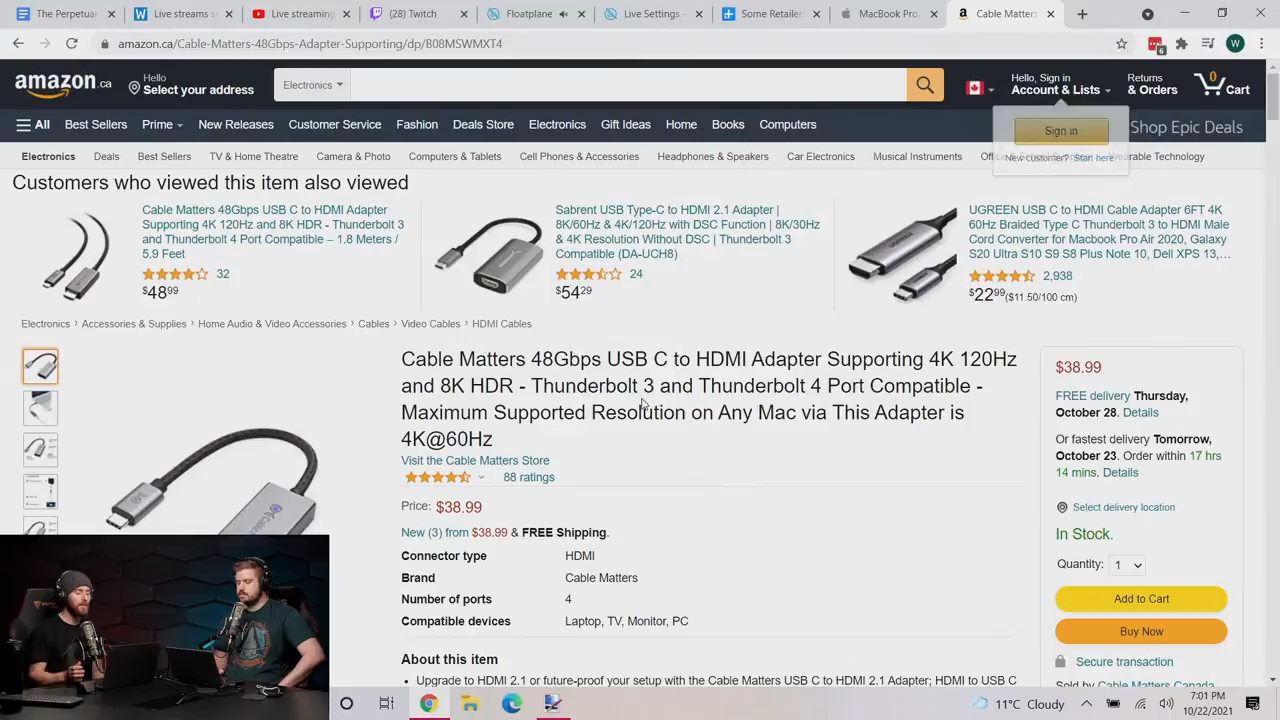 The Perpetua
Live streams s
Live streaming
(28) Twitch
Floatplane
Live Settings –
Some Retailer
MacBook Pro
Cable Matters
amazon.ca/Cable-Matters-48Gbps-Adapter-Supporting/dp/B08MSWMXT4
6
W
amazon.ca
Hello
Select your address
Electronics
Hello, Sign in
Account & Lists
Returns
& Orders
0
Cart
All
Best Sellers
Prime
New Releases
Customer Service
Fashion
Deals Store
Electronics
Gift Ideas
Home
Books
Computers
Sign in
Shop Epic Deals
New customer? Start here.
Electronics
Deals
Best Sellers
TV & Home Theatre
Camera & Photo
Computers & Tablets
Cell Phones & Accessories
Headphones & Speakers
Car Electronics
Musical Instruments
Wearable Technology
Customers who viewed this item also viewed
Cable Matters 48Gbps USB C to HDMI Adapter
Supporting 4K 120Hz and 8K HDR - Thunderbolt 3
and Thunderbolt 4 Port Compatible – 1.8 Meters /
5.9 Feet
32
$48.99
Sabrent USB Type-C to HDMI 2.1 Adapter |
8K/60Hz & 4K/120Hz with DSC Function | 8K/30Hz
& 4K Resolution Without DSC | Thunderbolt 3
Compatible (DA-UCH8)
24
$54.29
UGREEN USB C to HDMI Cable Adapter 6FT 4K
60Hz Braided Type C Thunderbolt 3 to HDMI Male
Cord Converter for Macbook Pro Air 2020, Galaxy
S20 Ultra S10 S9 S8 Plus Note 10, Dell XPS 13,…
2,938
$22.99 ($11.50/100 cm)
Electronics › Accessories & Supplies › Home Audio & Video Accessories › Cables › Video Cables › HDMI Cables
Cable Matters 48Gbps USB C to HDMI Adapter Supporting 4K 120Hz
and 8K HDR - Thunderbolt 3 and Thunderbolt 4 Port Compatible -
Maximum Supported Resolution on Any Mac via This Adapter is
4K@60Hz
Visit the Cable Matters Store
88 ratings
Price: $38.99
New (3) from $38.99 & FREE Shipping.
Connector type HDMI
Brand Cable Matters
Number of ports 4
Compatible devices Laptop, TV, Monitor, PC
About this item
• Upgrade to HDMI 2.1 or future-proof your setup with the Cable Matters USB C to HDMI 2.1 Adapter; HDMI to USB C
$38.99
FREE delivery Thursday,
October 28. Details
Or fastest delivery Tomorrow,
October 23. Order within 17 hrs
14 mins. Details
Select delivery location
In Stock.
Quantity: 1
Add to Cart
Buy Now
Secure transaction
Sold by Cable Matters Canada
11°C Cloudy
7:01 PM
10/22/2021